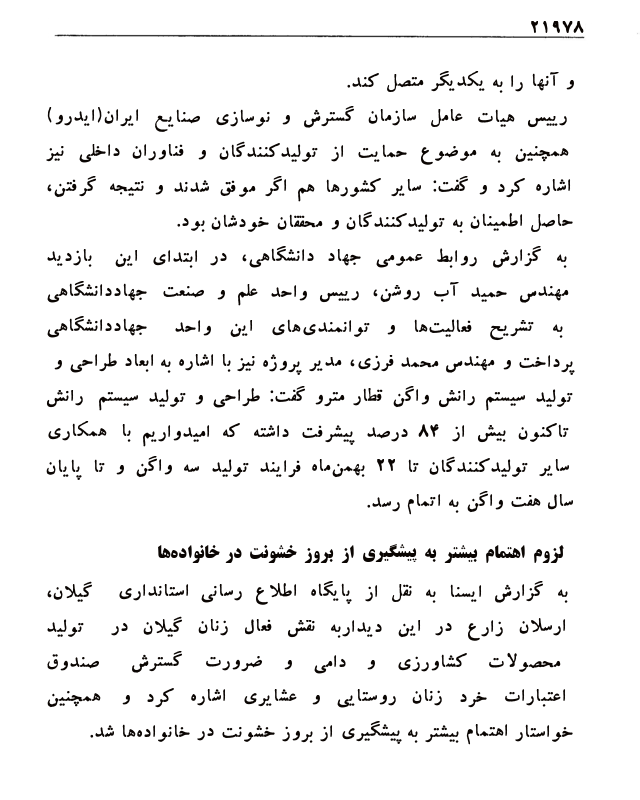 ۲۱۹۷۸
و آنها را به یکدیگر متصل کند.
رییس هیات عامل سازمان گسترش و نوسازی صنایع ایران(ایدرو)
همچنین به موضوع حمایت از تولیدکنندگان و فناوران داخلی نیز
اشاره کرد و گفت: سایر کشورها هم اگر موفق شدند و نتیجه گرفتن،
حاصل اطمینان به تولیدکنندگان و محققان خودشان بود.
به گزارش روابط عمومی جهاد دانشگاهی، در ابتدای این بازدید
مهندس حمید آب روشن، رییس واحد علم و صنعت جهاددانشگاهی
به تشریح فعالیت‌ها و توانمندی‌های این واحد جهاددانشگاهی
پرداخت و مهندس محمد فرزی، مدیر پروژه نیز با اشاره به ابعاد طراحی و
تولید سیستم رانش واگن قطار مترو گفت: طراحی و تولید سیستم رانش
تاکنون بیش از ۸۴ درصد پیشرفت داشته که امیدواریم با همکاری
سایر تولیدکنندگان تا ۲۲ بهمن‌ماه فرایند تولید سه واگن و تا پایان
سال هفت واگن به اتمام رسد.
لزوم اهتمام بیشتر به پیشگیری از بروز خشونت در خانواده‌ها
به گزارش ایسنا به نقل از پایگاه اطلاع رسانی استانداری گیلان،
ارسلان زارع در این دیداربه نقش فعال زنان گیلان در تولید
محصولات کشاورزی و دامی و ضرورت گسترش صندوق
اعتبارات خرد زنان روستایی و عشایری اشاره کرد و همچنین
خواستار اهتمام بیشتر به پیشگیری از بروز خشونت در خانواده‌ها شد.